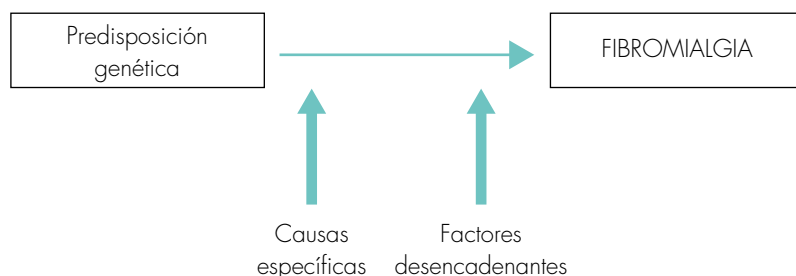 Predisposición
genética
FIBROMIALGIA
Causas
específicas
Factores
desencadenantes